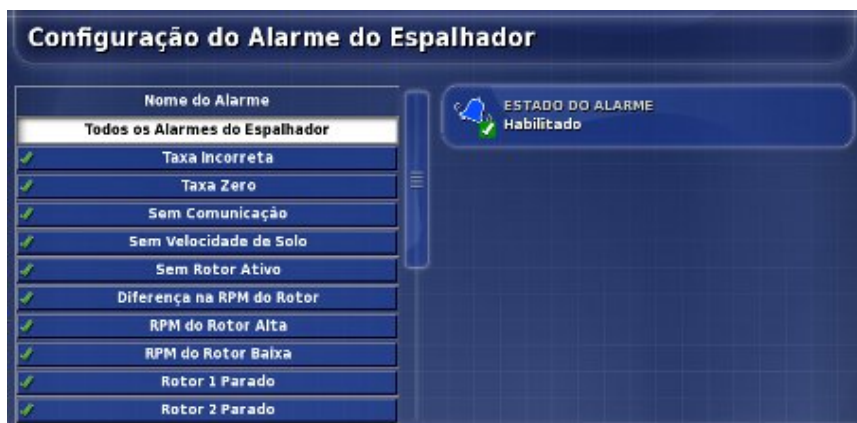 Configuração do Alarme do Espalhador
Nome do Alarme
Todos os Alarmes do Espalhador
Taxa Incorreta
Taxa Zero
Sem Comunicação
Sem Velocidade de Solo
Sem Rotor Ativo
Diferença na RPM do Rotor
RPM do Rotor Alta
RPM do Rotor Baixa
Rotor 1 Parado
Rotor 2 Parado
ESTADO DO ALARME
Habilitado